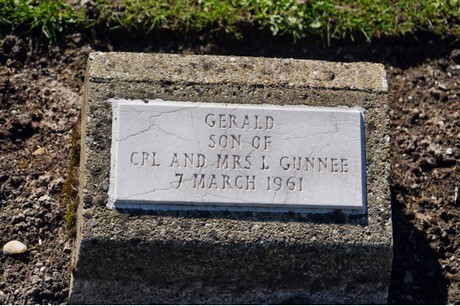 GERALD
SON OF
CPL AND MRS L GUNNEE
7 MARCH 1961